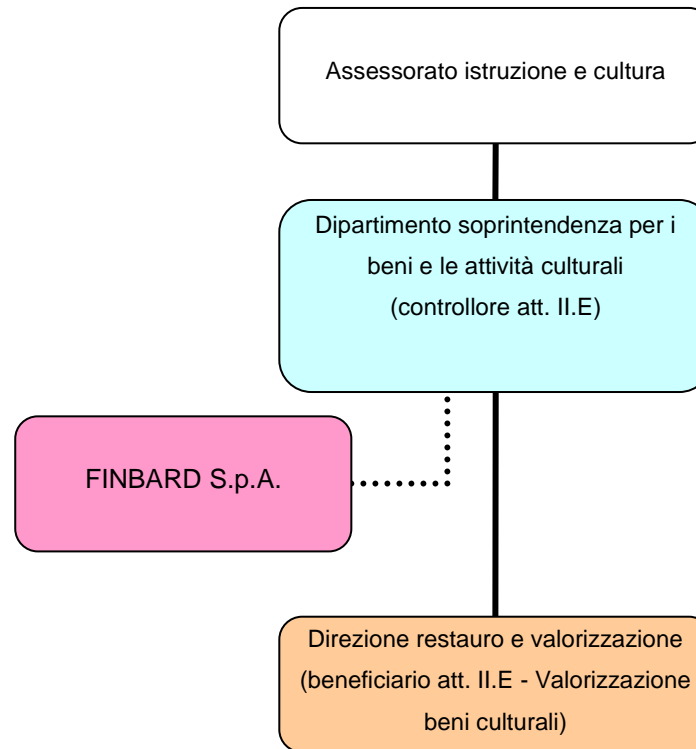 Assessorato istruzione e cultura
Dipartimento soprintendenza per i
beni e le attività culturali
(controllore att. II.E)
FINBARD S.p.A.
Direzione restauro e valorizzazione
(beneficiario att. II.E - Valorizzazione
beni culturali)